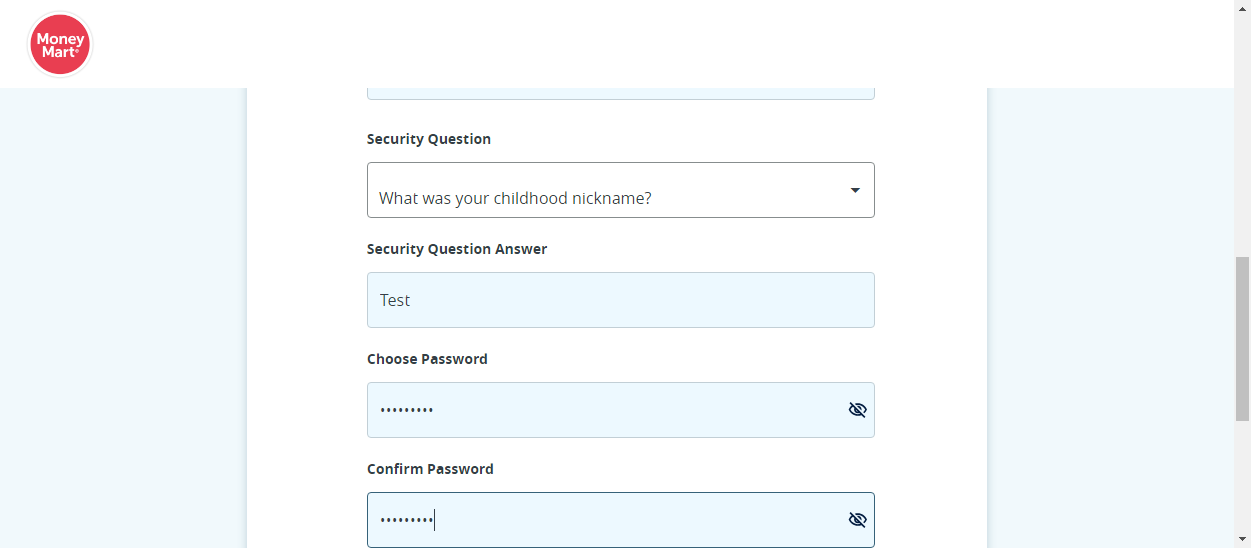 Money
Mart®
Security Question
What was your childhood nickname?
Security Question Answer
Test
Choose Password
•••••••••
Confirm Password
•••••••••